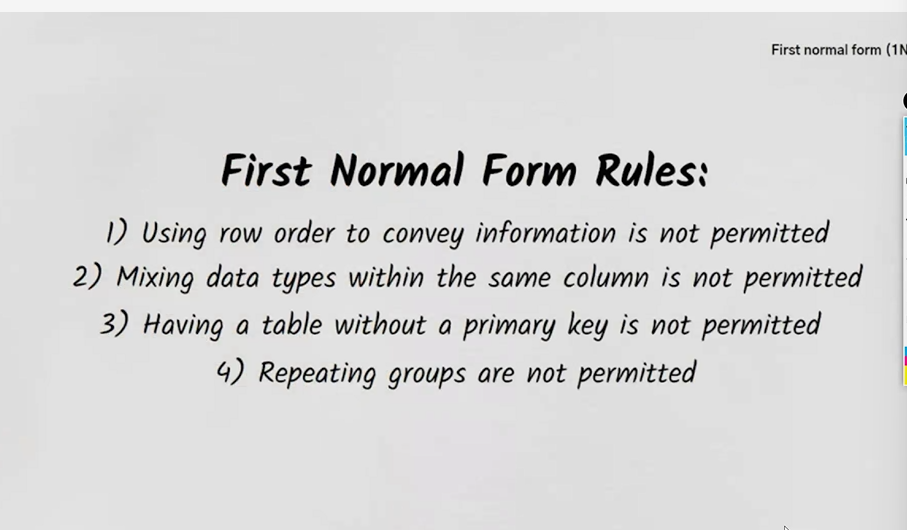 First normal form (1N
First Normal Form Rules:
1) Using row order to convey information is not permitted
2) Mixing data types within the same column is not permitted
3) Having a table without a primary key is not permitted
4) Repeating groups are not permitted